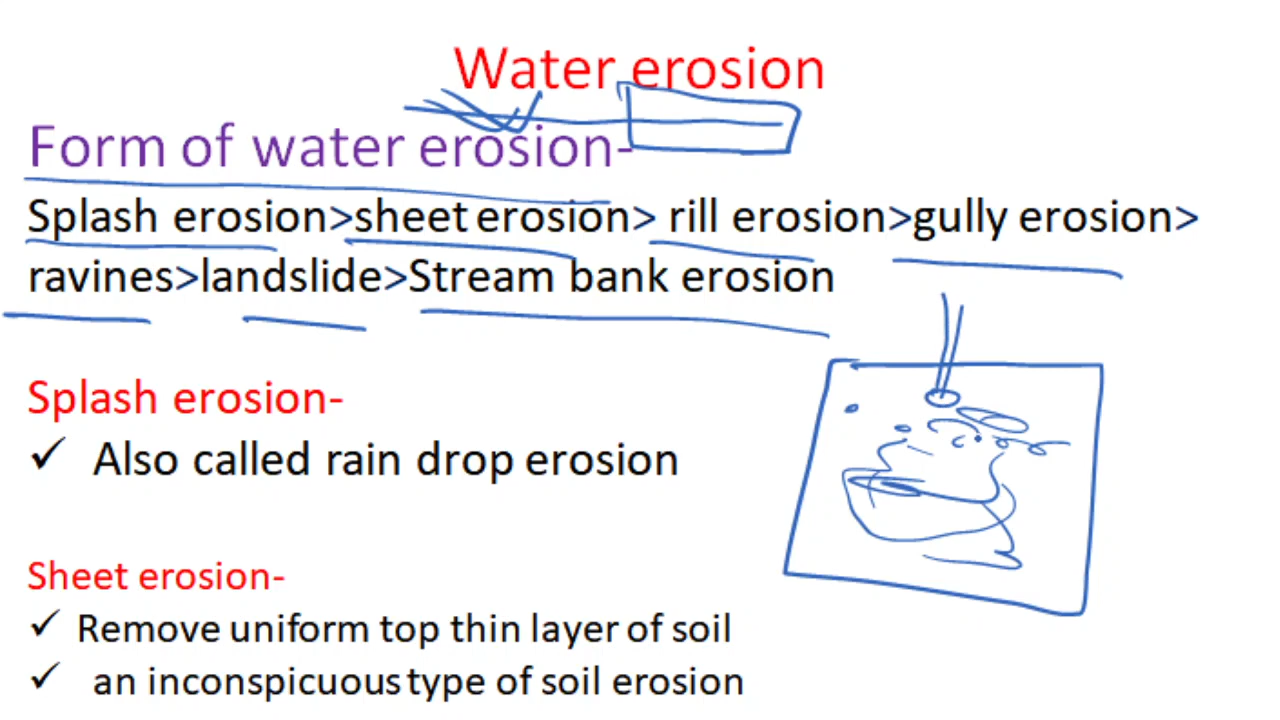 Water erosion
Form of water erosion-
Splash erosion>sheet erosion> rill erosion>gully erosion>
ravines>landslide>Stream bank erosion
Splash erosion-
✓ Also called rain drop erosion
Sheet erosion-
✓ Remove uniform top thin layer of soil
✓ an inconspicuous type of soil erosion